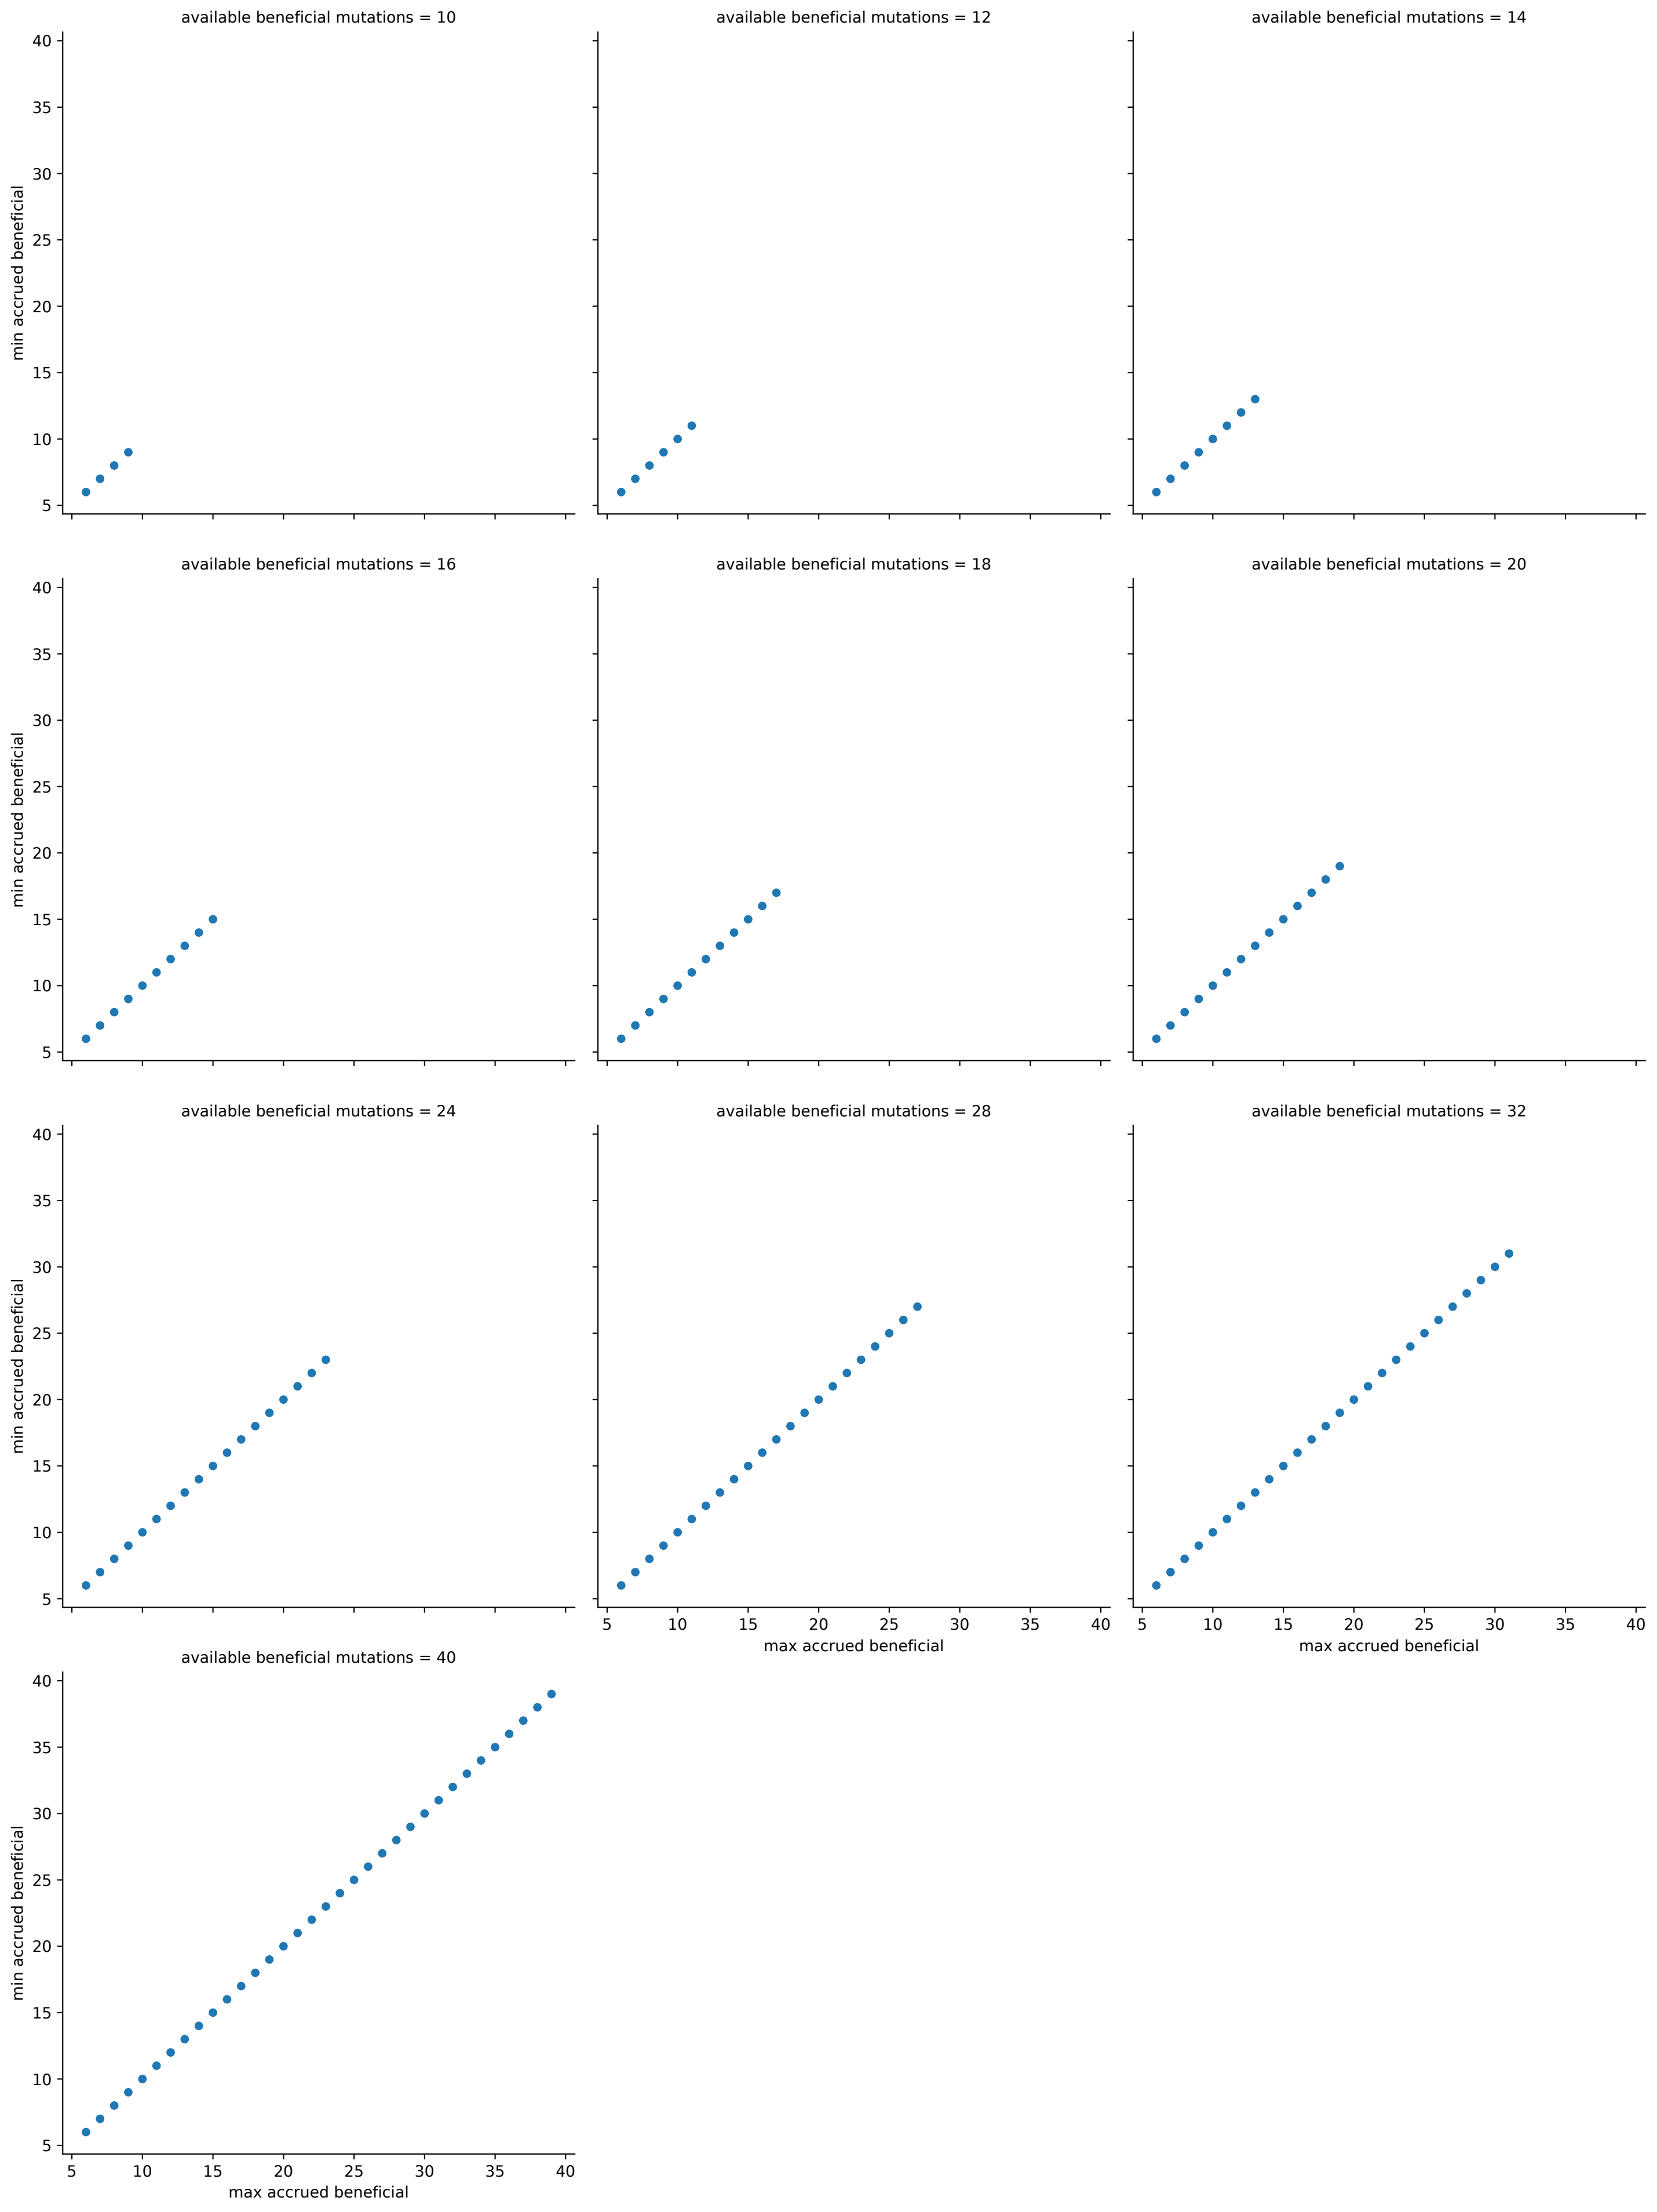 available beneficial mutations = 10
available beneficial mutations = 12
available beneficial mutations = 14
40
35
30
25
20
15
10
5
min accrued beneficial
available beneficial mutations = 16
available beneficial mutations = 18
available beneficial mutations = 20
40
35
30
25
20
15
10
5
min accrued beneficial
available beneficial mutations = 24
available beneficial mutations = 28
available beneficial mutations = 32
40
35
30
25
20
15
10
5
min accrued beneficial
5 10 15 20 25 30 35 40
max accrued beneficial
5 10 15 20 25 30 35 40
max accrued beneficial
available beneficial mutations = 40
40
35
30
25
20
15
10
5
min accrued beneficial
5 10 15 20 25 30 35 40
max accrued beneficial